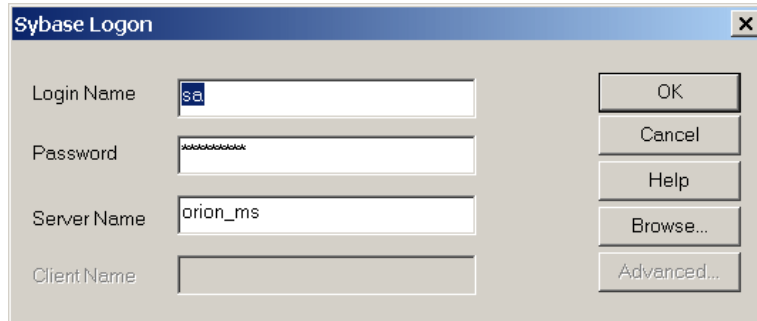 Sybase Logon
Login Name
sa
OK
Password
**********
Cancel
Help
Server Name
orion_ms
Browse...
Client Name
Advanced...